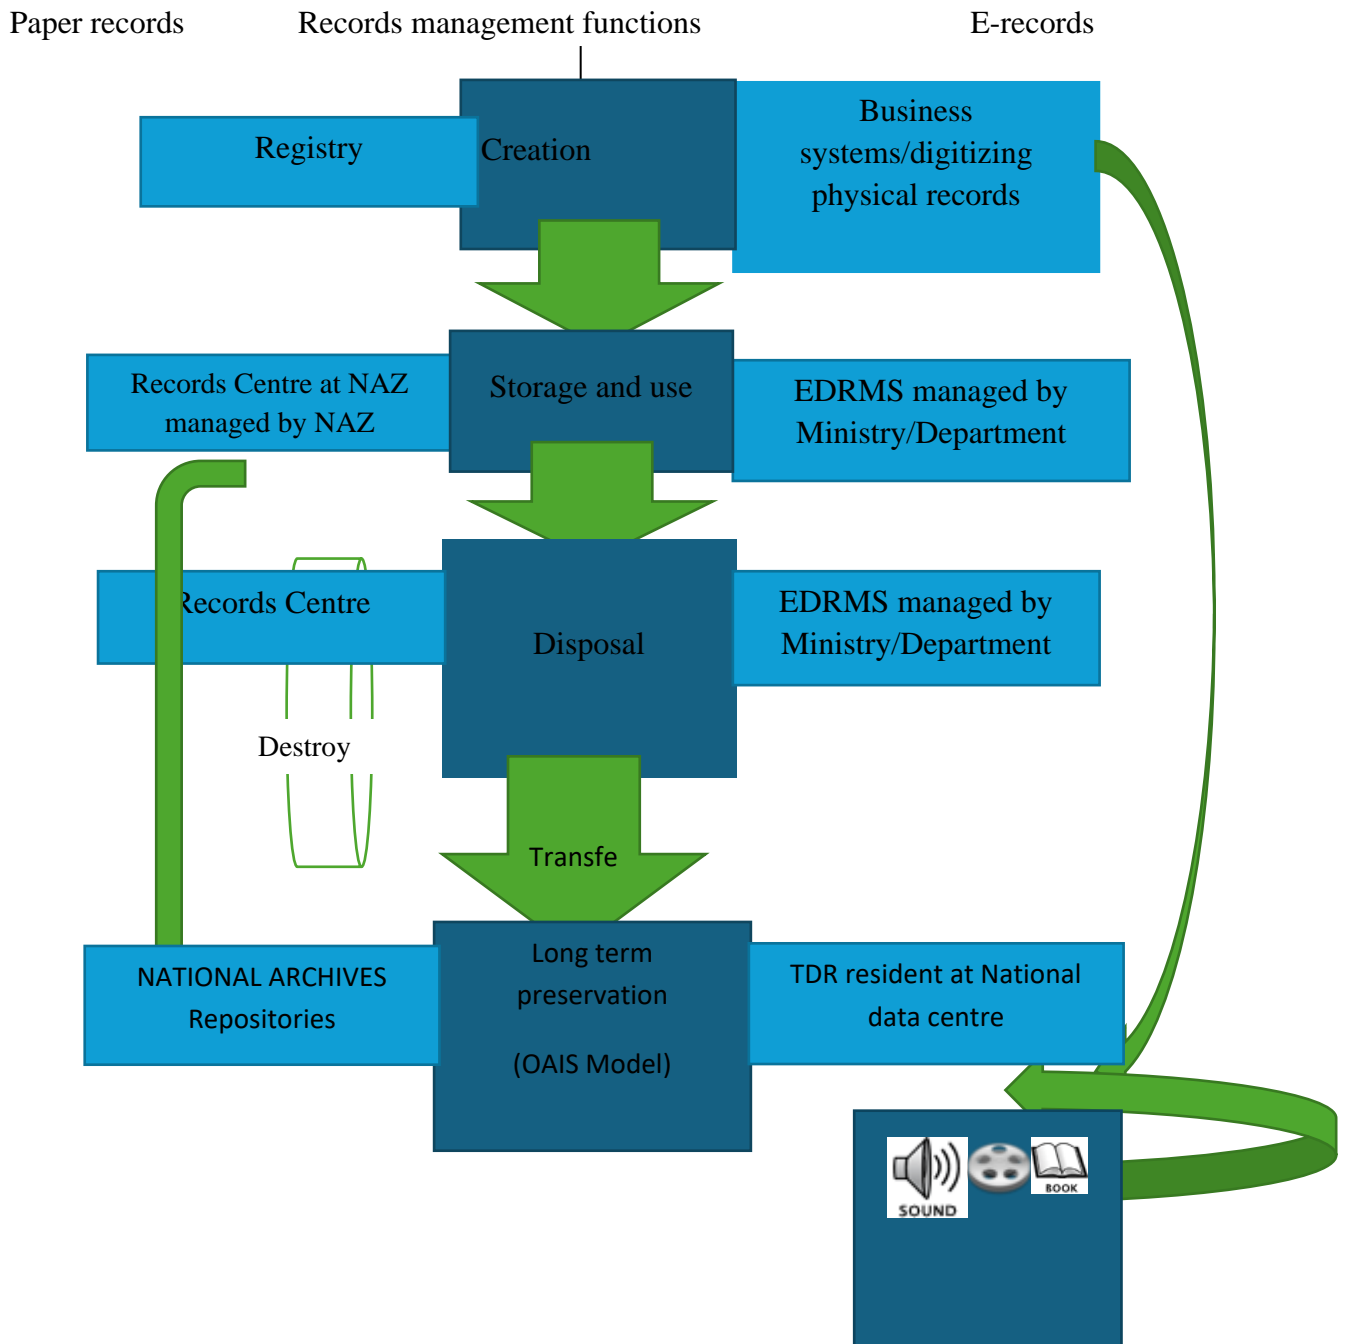 Paper records
Records management functions
E-records
Registry
Creation
Business
systems/digitizing
physical records
Records Centre at NAZ
managed by NAZ
Storage and use
EDRMS managed by
Ministry/Department
Records Centre
Disposal
EDRMS managed by
Ministry/Department
Destroy
Transfe
NATIONAL ARCHIVES
Repositories
Long term
preservation
(OAIS Model)
TDR resident at National
data centre
SOUND
BOOK